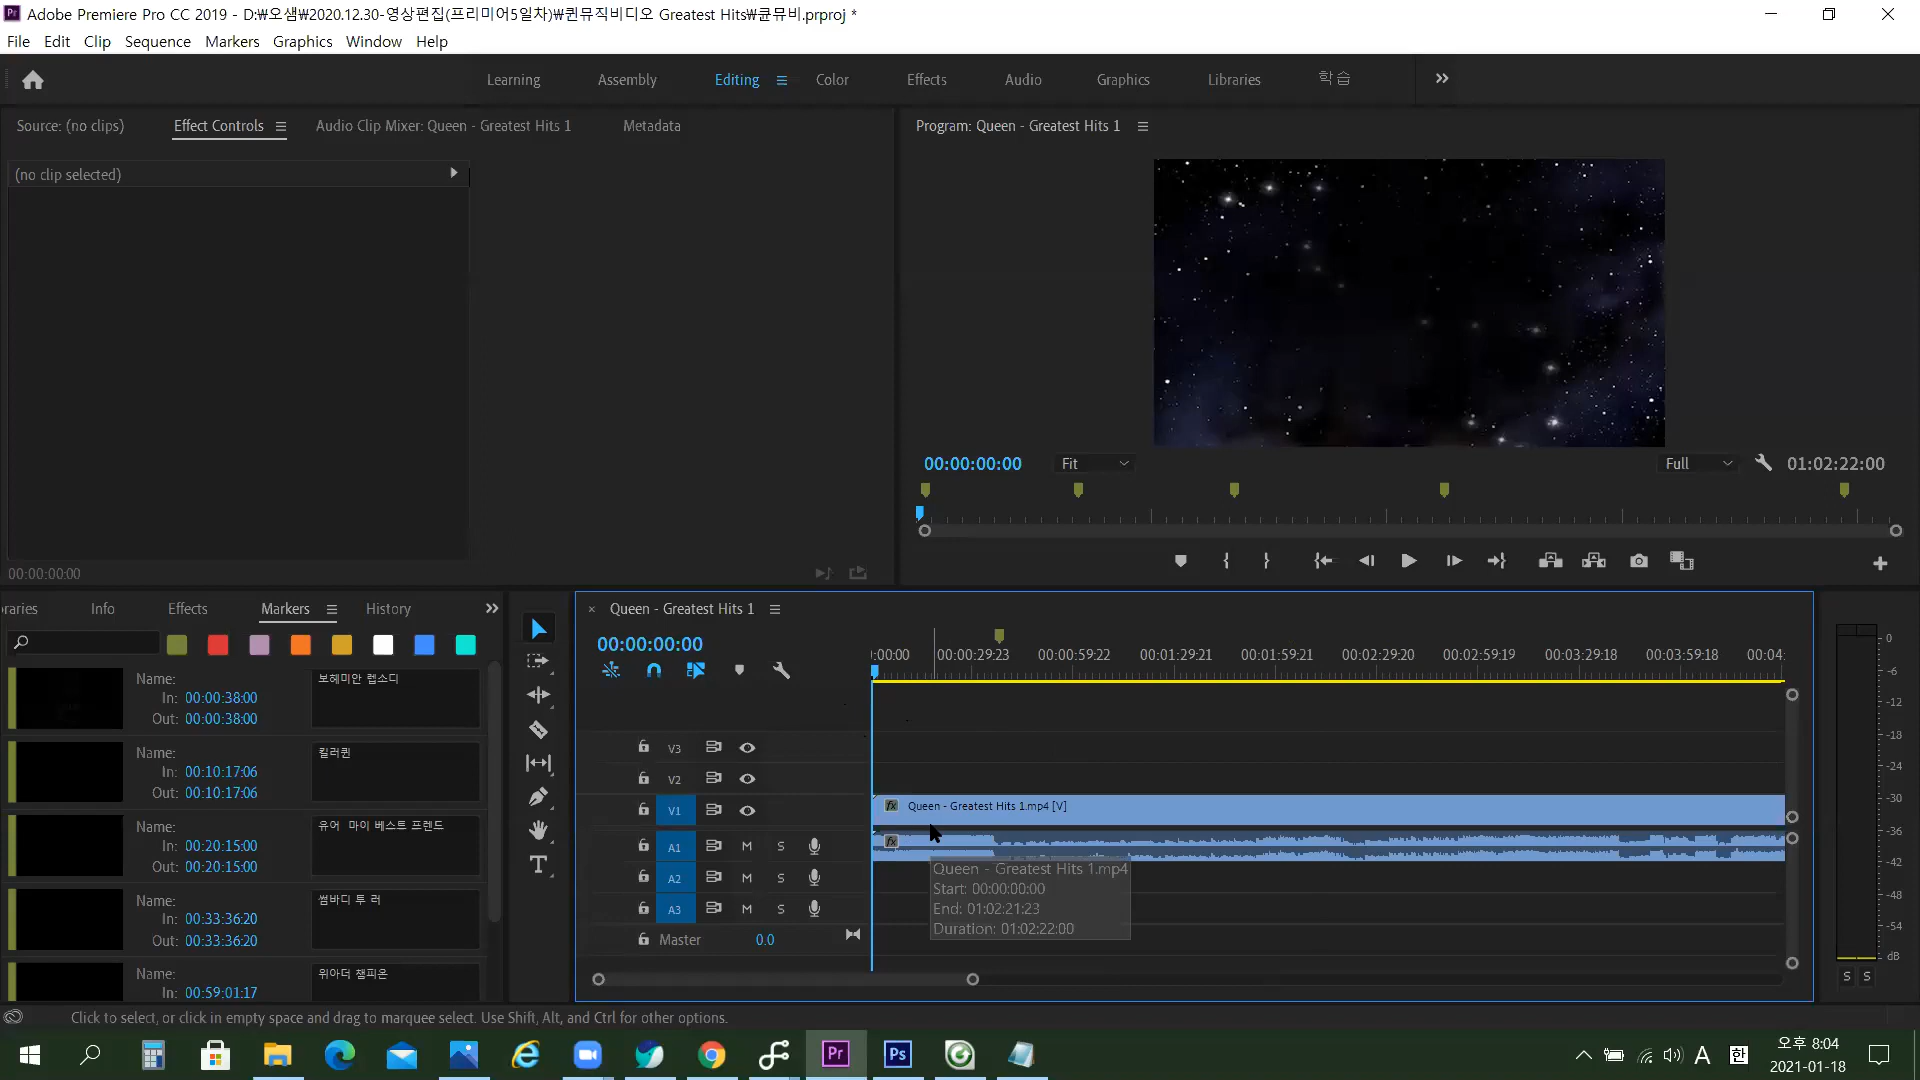 Adobe Premiere Pro CC 2019 - D:₩오샘₩2020.12.30-영상편집(프리미어5일차)₩퀸뮤직비디오 Greatest Hits₩큔뮤비.prproj *
File Edit Clip Sequence Markers Graphics Window Help
Learning Assembly Editing Color Effects Audio Graphics Libraries 학습
Source: (no clips) Effect Controls Audio Clip Mixer: Queen - Greatest Hits 1 Metadata
Program: Queen - Greatest Hits 1
(no clip selected)
00:00:00:00 Fit Full 01:02:22:00
00:00:00:00
raries Info Effects Markers History
Queen - Greatest Hits 1
00:00:00:00
:00:00 00:00:29:23 00:00:59:22 00:01:29:21 00:01:59:21 00:02:29:20 00:02:59:19 00:03:29:18 00:03:59:18 00:04:
Name: 보헤미안 렙소디
In: 00:00:38:00
Out: 00:00:38:00
Name: 킬러퀸
In: 00:10:17:06
Out: 00:10:17:06
Name: 유어 마이 베스트 프렌드
In: 00:20:15:00
Out: 00:20:15:00
Name: 썸바디 투 러
In: 00:33:36:20
Out: 00:33:36:20
Name: 위아더 챔피온
In: 00:59:01:17
V3
V2
V1 fx Queen - Greatest Hits 1.mp4 [V]
A1 M S fx
A2 M S
A3 M S
Master 0.0
Queen - Greatest Hits 1.mp4
Start: 00:00:00:00
End: 01:02:21:23
Duration: 01:02:22:00
0
-6
-12
-18
-24
-30
-36
-42
-48
-54
dB
S S
Click to select, or click in empty space and drag to marquee select. Use Shift, Alt, and Ctrl for other options.
Pr Ps A 한
오후 8:04
2021-01-18